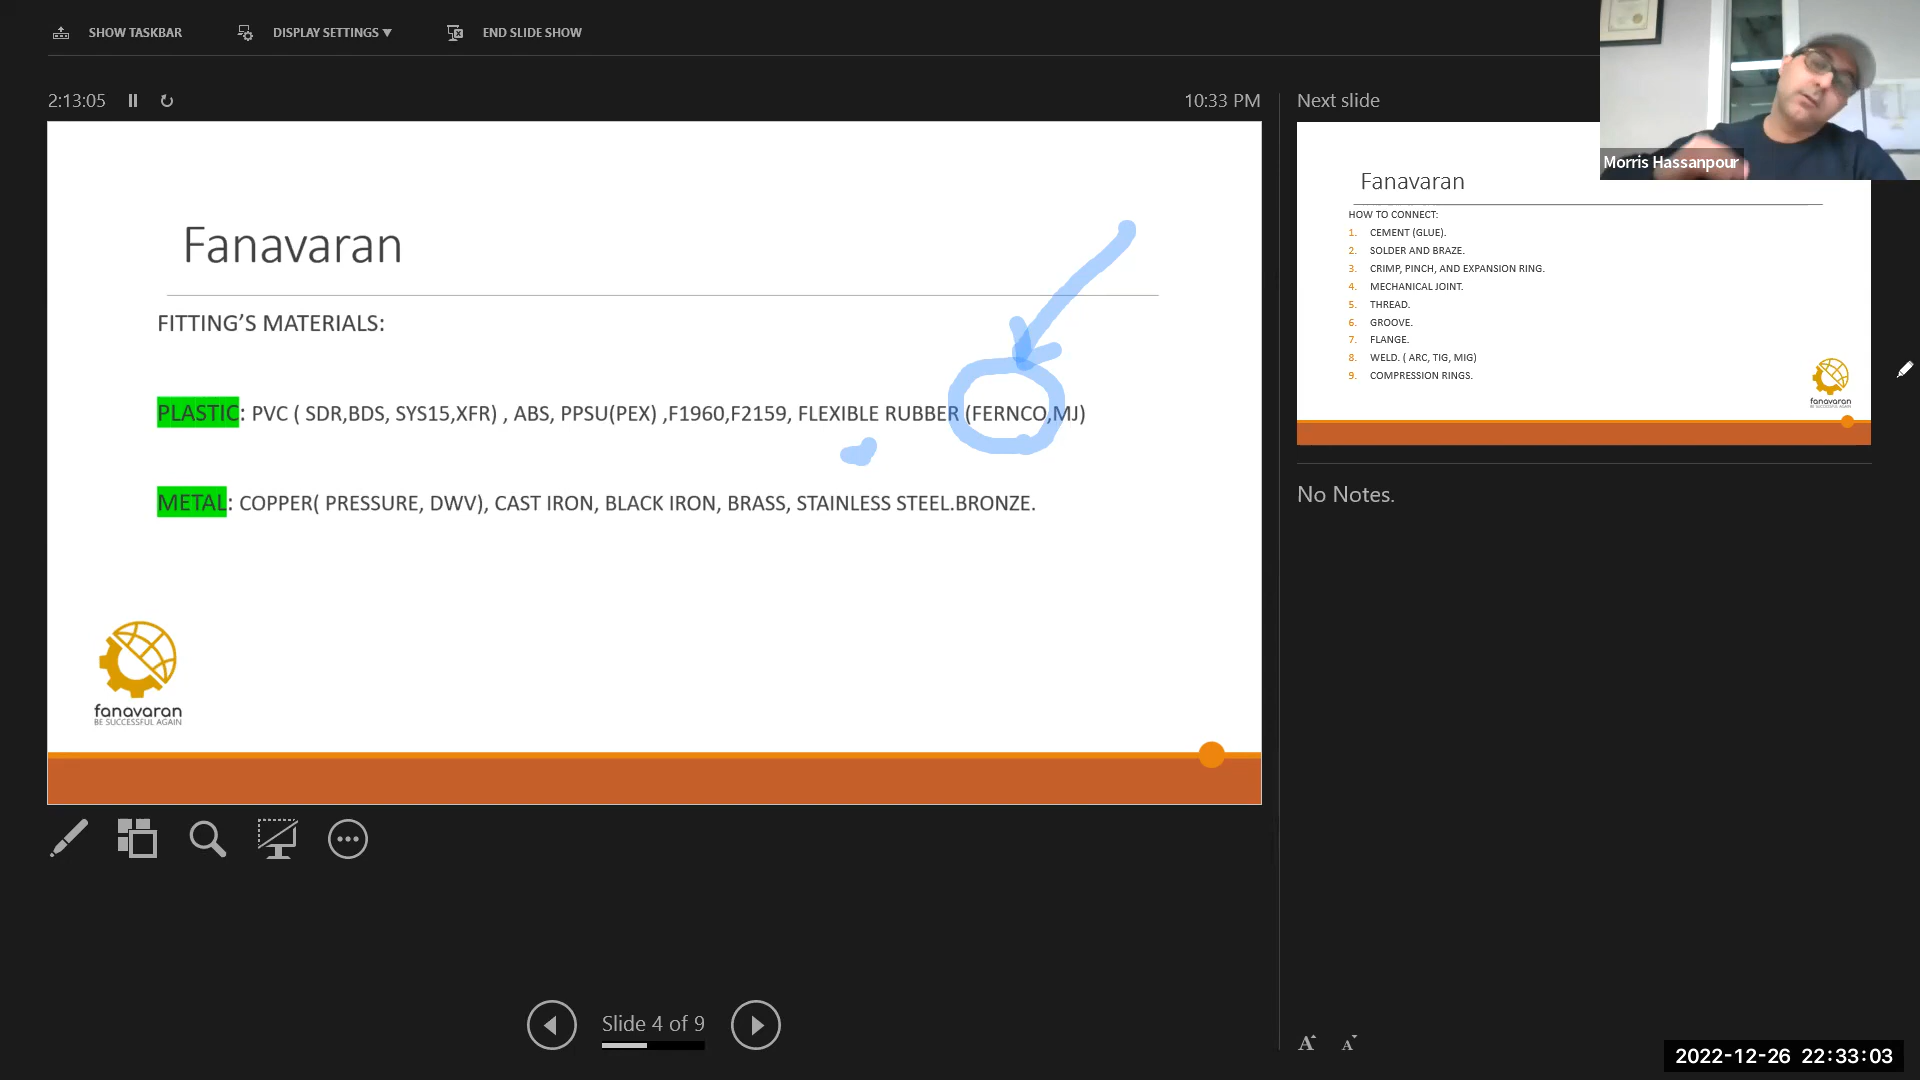 SHOW TASKBAR
DISPLAY SETTINGS ▼
END SLIDE SHOW
2:13:05
10:33 PM
Fanavaran
FITTING’S MATERIALS:
PLASTIC: PVC ( SDR,BDS, SYS15,XFR) , ABS, PPSU(PEX) ,F1960,F2159, FLEXIBLE RUBBER (FERNCO,MJ)
METAL: COPPER( PRESSURE, DWV), CAST IRON, BLACK IRON, BRASS, STAINLESS STEEL.BRONZE.
fanavaran
BE SUCCESSFUL AGAIN
Slide 4 of 9
Next slide
Morris Hassanpour
Fanavaran
HOW TO CONNECT:
1. CEMENT (GLUE).
2. SOLDER AND BRAZE.
3. CRIMP, PINCH, AND EXPANSION RING.
4. MECHANICAL JOINT.
5. THREAD.
6. GROOVE.
7. FLANGE.
8. WELD. ( ARC, TIG, MIG)
9. COMPRESSION RINGS.
fanavaran
BE SUCCESSFUL AGAIN
No Notes.
A A
2022-12-26 22:33:03